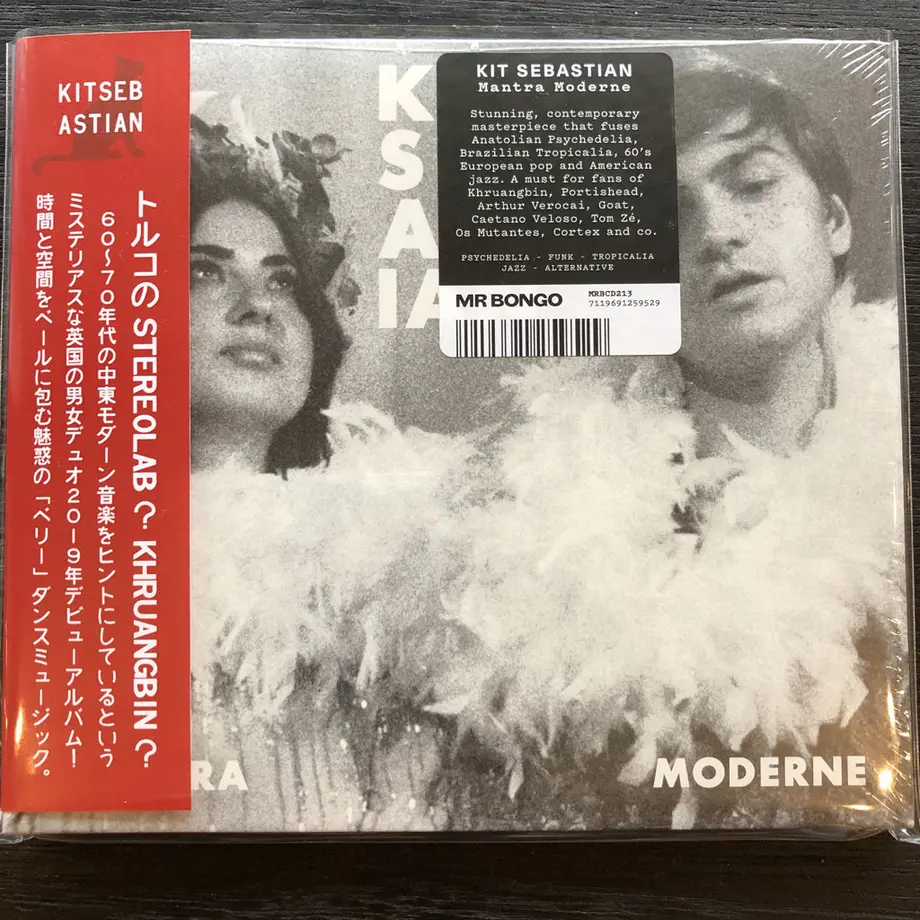 KITSEB
ASTIAN
トルコの STEREOLAB ? KHRUANGBIN ?
60〜70年代の中東モダーン音楽をヒントにしているという
ミステリアスな英国の男女デュオ2019年デビューアルバム！
時間と空間をベールに包む魅惑の「ベリー」ダンスミュージック。
K
S
A
IA
KIT SEBASTIAN
Mantra Moderne
Stunning, contemporary
masterpiece that fuses
Anatolian Psychedelia,
Brazilian Tropicalia, 60's
European pop and American
jazz. A must for fans of
Khruangbin, Portishead,
Arthur Verocai, Goat,
Caetano Veloso, Tom Zé,
Os Mutantes, Cortex and co.
PSYCHEDELIA - FUNK - TROPICALIA
JAZZ - ALTERNATIVE
MR BONGO
MRBCD213
7119691259529
RA
MODERNE